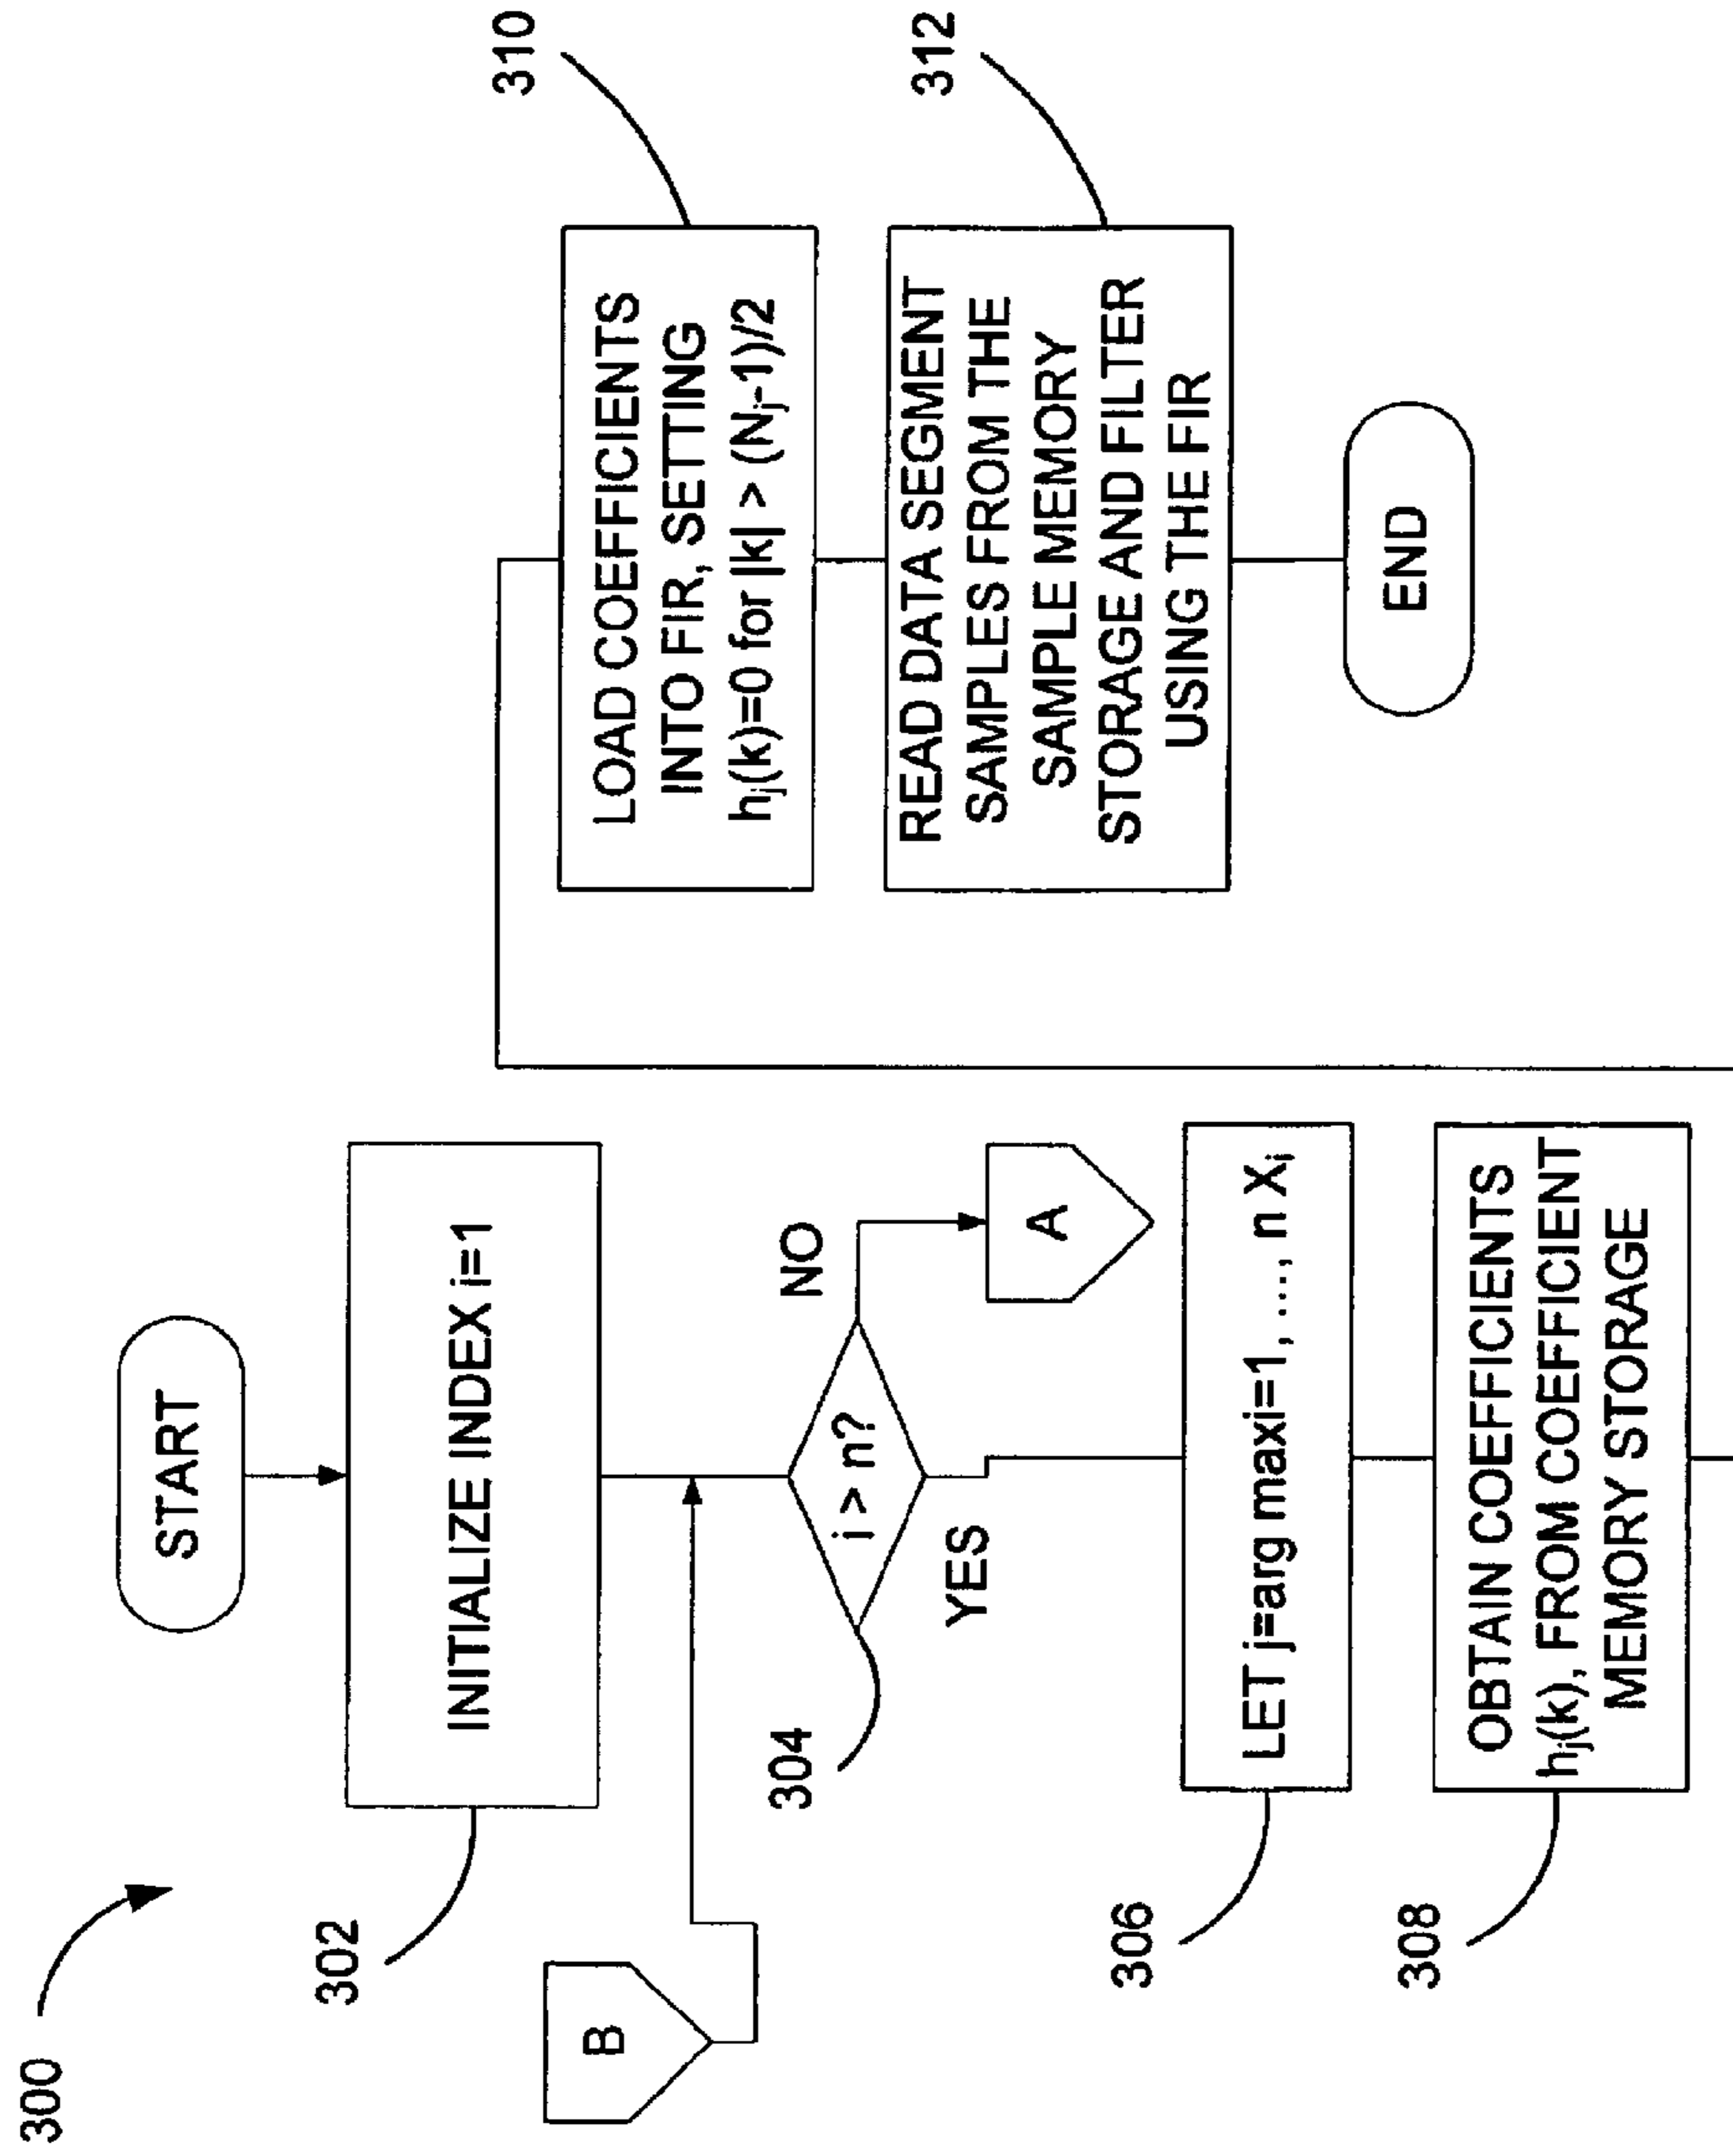 300
START
302
INITIALIZE INDEX i=1
B
304
i > n?
NO
A
YES
306
LET j=arg maxi=1, ...., n Xi
308
OBTAIN COEFFICIENTS
hj(k), FROM COEFFICIENT
MEMORY STORAGE
310
LOAD COEFFICIENTS
INTO FIR, SETTING
hj(k)=0 for |k| > (Nj-1)/2
312
READ DATA SEGMENT
SAMPLES FROM THE
SAMPLE MEMORY
STORAGE AND FILTER
USING THE FIR
END